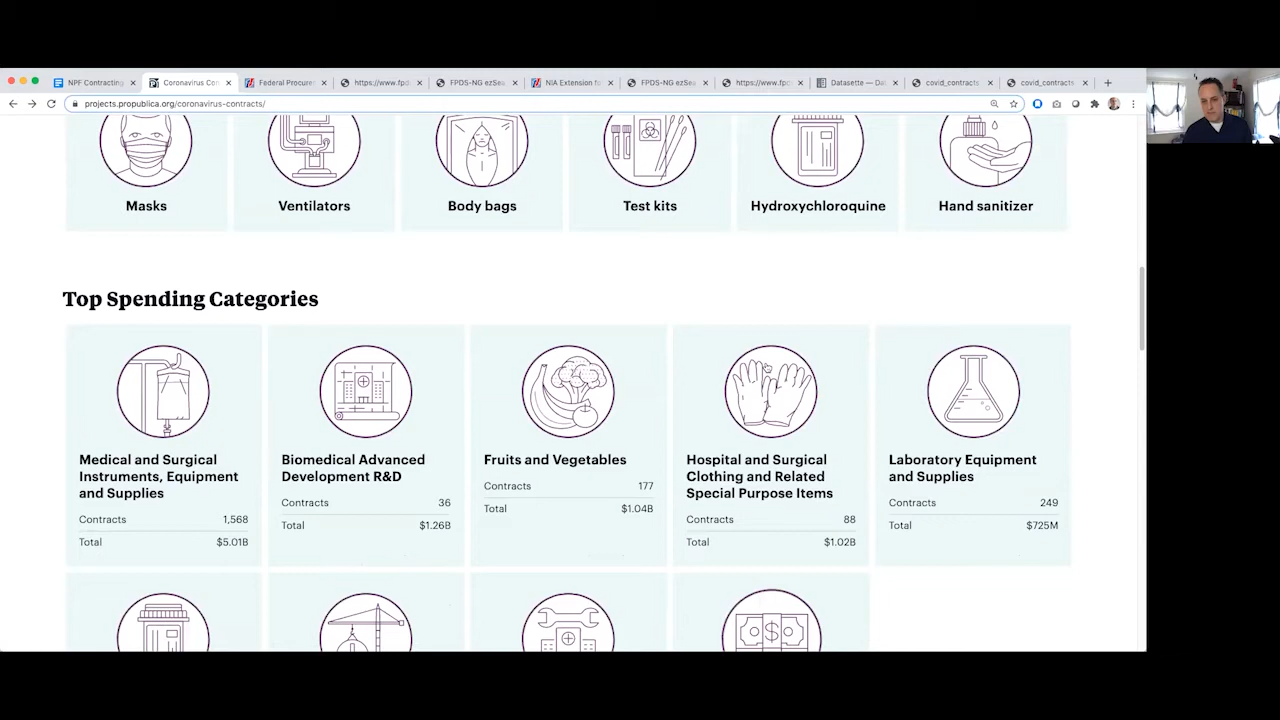 NPF Contracting
Coronavirus Con
Federal Procure
https://www.fpd
FPDS-NG ezSea
NIA Extension fo
FPDS-NG ezSea
https://www.fpd
Datasette — Da
covid_contracts
covid_contracts
projects.propublica.org/coronavirus-contracts/
Masks
Ventilators
Body bags
Test kits
Hydroxychloroquine
Hand sanitizer
Top Spending Categories
Medical and Surgical
Instruments, Equipment
and Supplies
Contracts 1,568
Total $5.01B
Biomedical Advanced
Development R&D
Contracts 36
Total $1.26B
Fruits and Vegetables
Contracts 177
Total $1.04B
Hospital and Surgical
Clothing and Related
Special Purpose Items
Contracts 88
Total $1.02B
Laboratory Equipment
and Supplies
Contracts 249
Total $725M